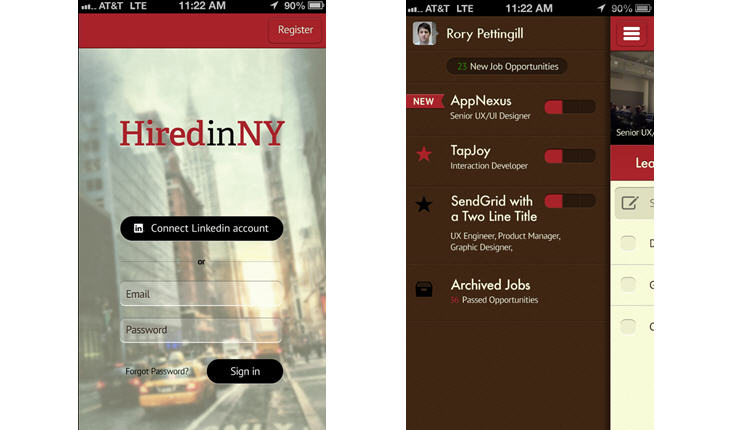 AT&T LTE 11:22 AM 90%
Register
HiredinNY
Connect Linkedin account
or
Email
Password
Forgot Password?
Sign in
ONLY
AT&T LTE 11:22 AM 90%
Rory Pettingill
23 New Job Opportunities
NEW
AppNexus
Senior UX/UI Designer
TapJoy
Interaction Developer
SendGrid with
a Two Line Title
UX Engineer, Product Manager,
Graphic Designer,
Archived Jobs
36 Passed Opportunities
Senior UX/
Lea
S
D
G